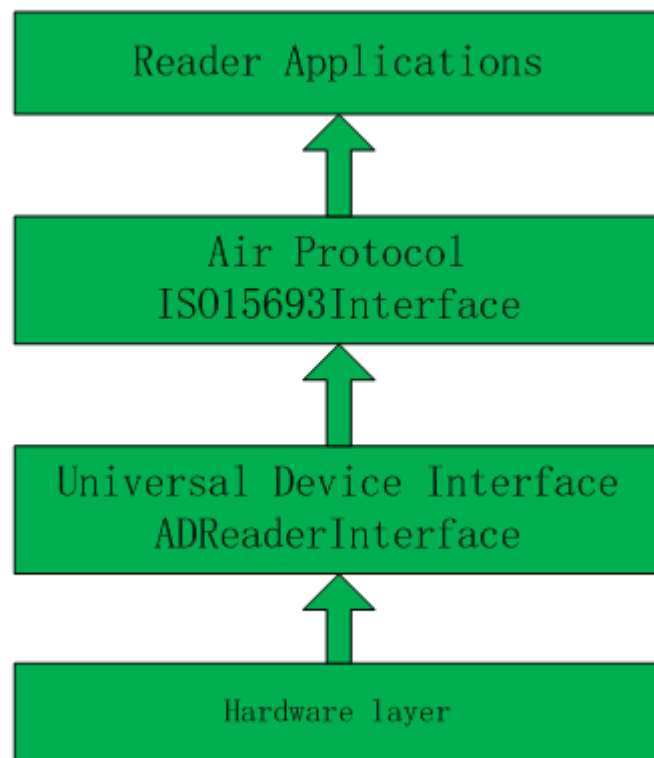 Reader Applications
Air Protocol
ISO15693Interface
Universal Device Interface
ADReaderInterface
Hardware layer